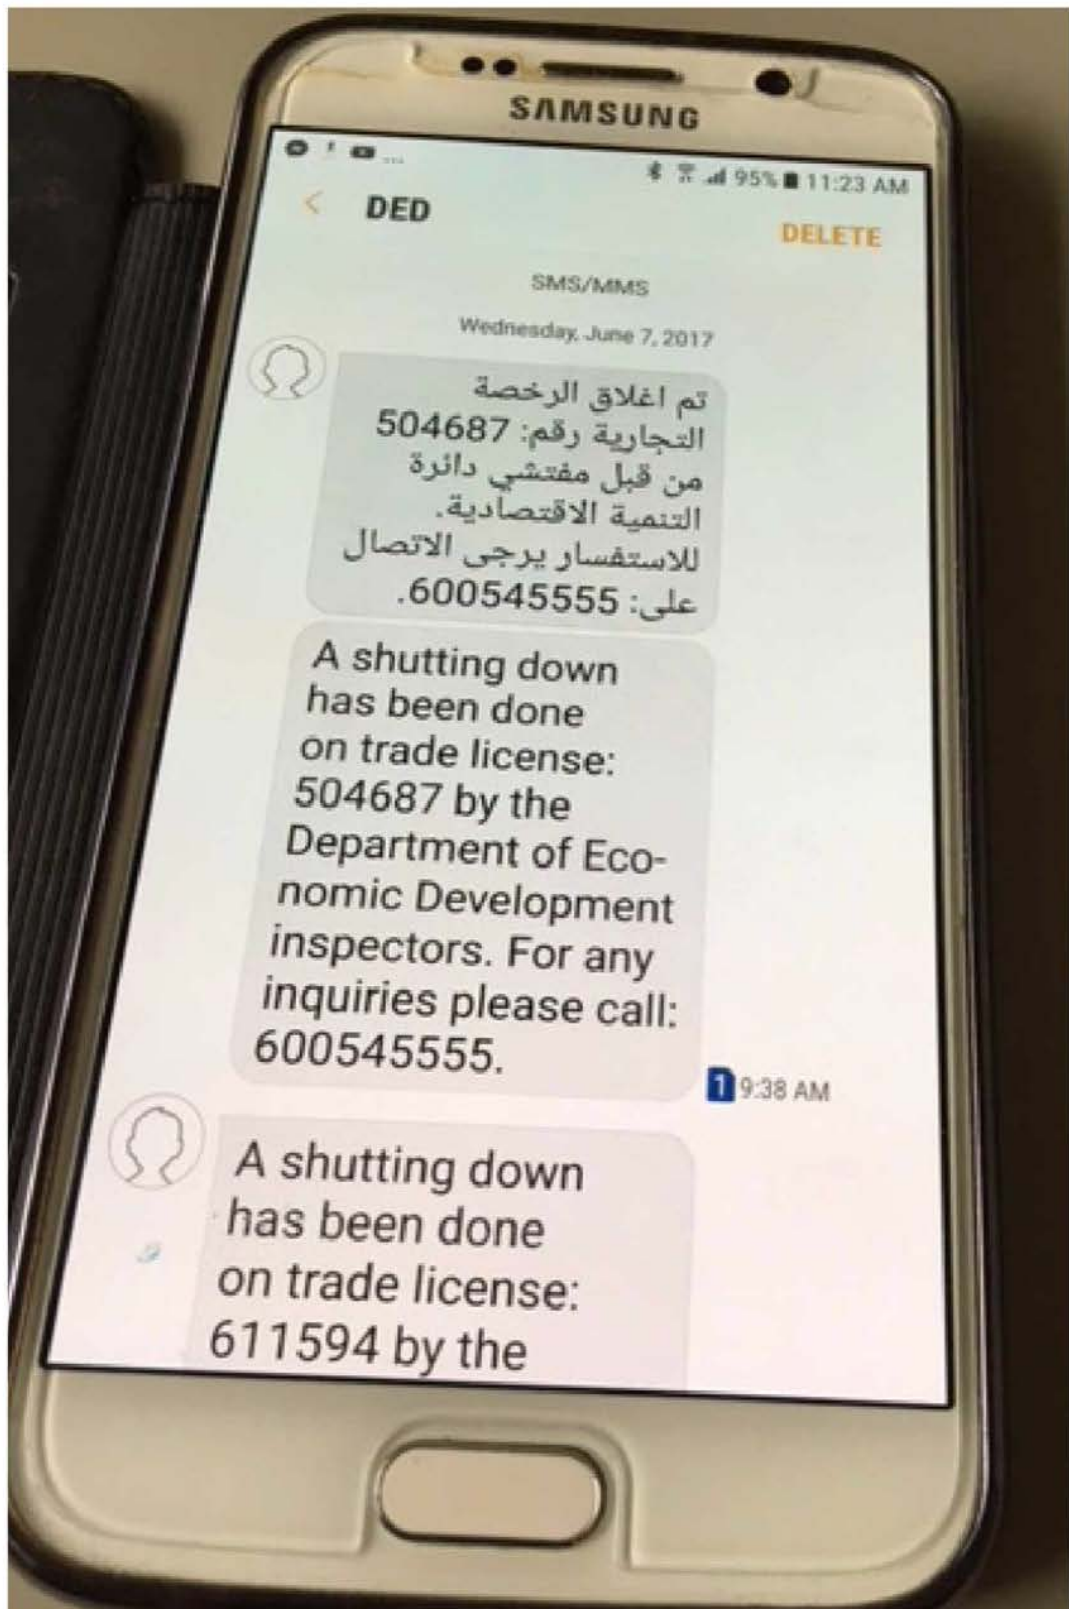 SAMSUNG
... 95% 11:23 AM
< DED
DELETE
SMS/MMS
Wednesday, June 7, 2017
تم اغلاق الرخصة
التجارية رقم: 504687
من قبل مفتشي دائرة
التنمية الاقتصادية.
للاستفسار يرجى الاتصال
على: 600545555.
A shutting down
has been done
on trade license:
504687 by the
Department of Eco-
nomic Development
inspectors. For any
inquiries please call:
600545555.
1 9:38 AM
A shutting down
has been done
on trade license:
611594 by the